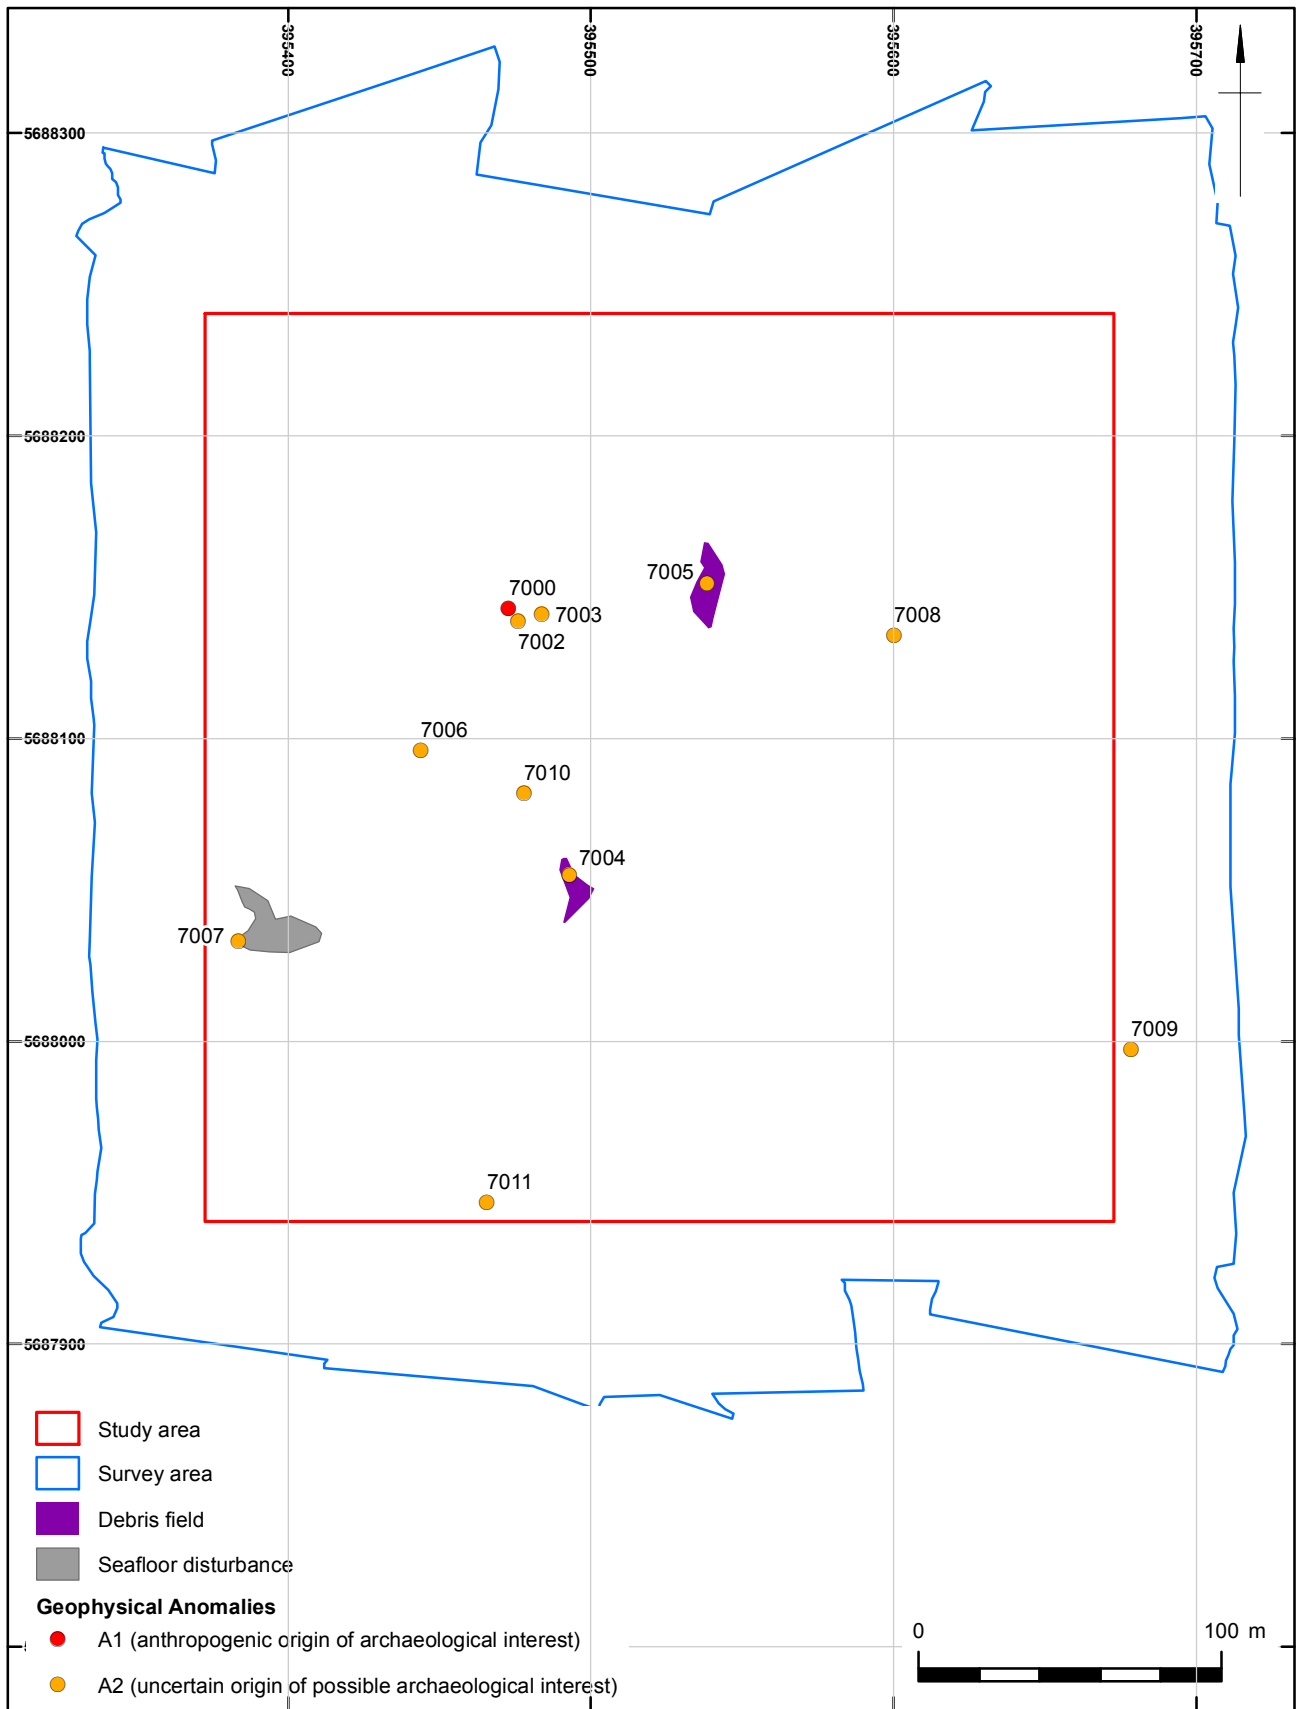 395400
395500
395600
395700
5688300
5688200
7005
7000
7003
7008
7002
5688100
7006
7010
7004
7007
5688000
7009
7011
5687900
Study area
Survey area
Debris field
Seafloor disturbance
Geophysical Anomalies
A1 (anthropogenic origin of archaeological interest)
A2 (uncertain origin of possible archaeological interest)
0 100 m